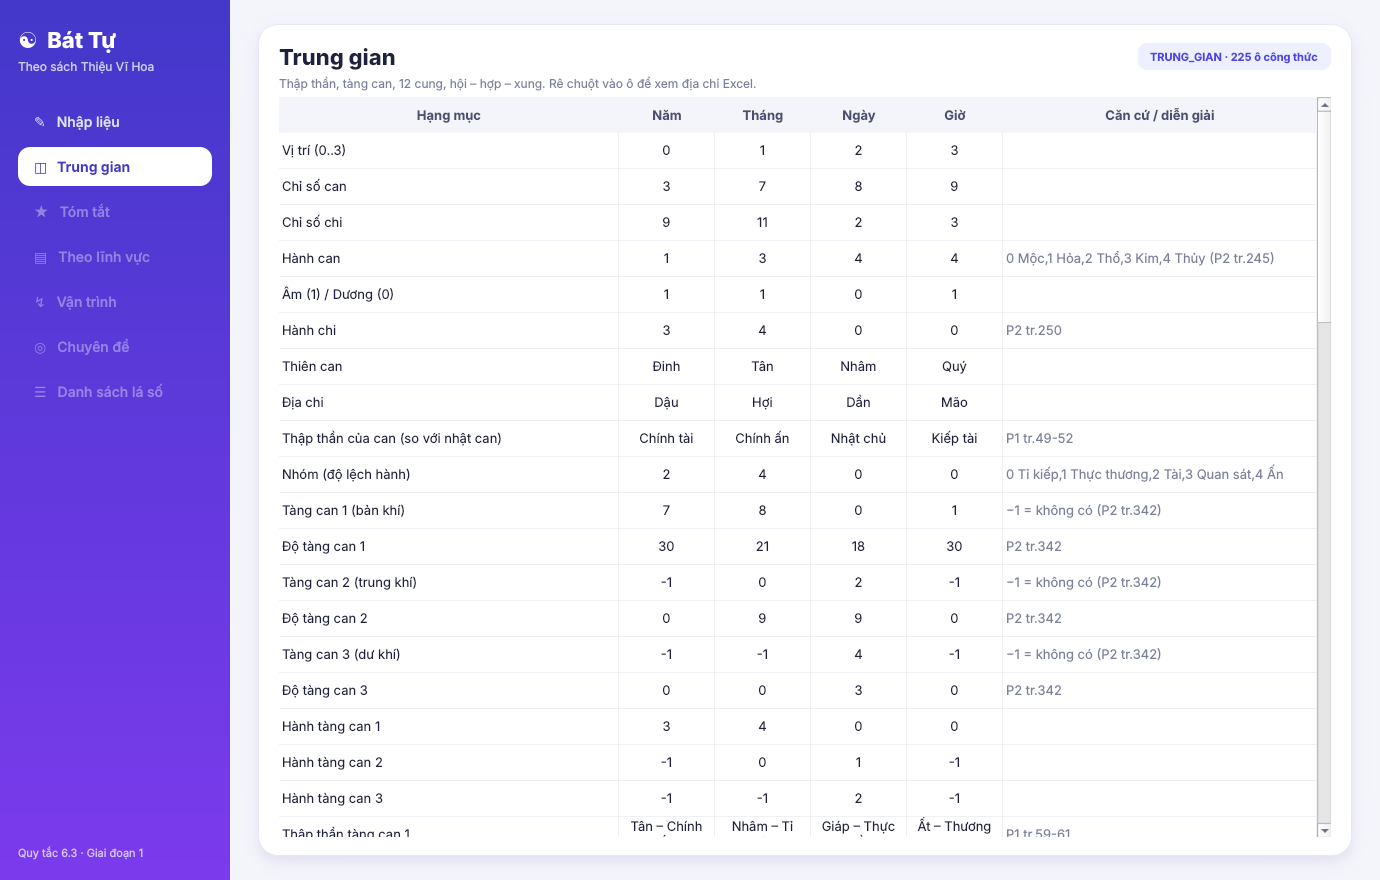 ☯ Bát Tự
Theo sách Thiệu Vĩ Hoa
✎ Nhập liệu
◫ Trung gian
★ Tóm tắt
▤ Theo lĩnh vực
↯ Vận trình
◎ Chuyên đề
☰ Danh sách lá số
Quy tắc 6.3 · Giai đoạn 1
Trung gian
TRUNG_GIAN · 225 ô công thức
Thập thần, tàng can, 12 cung, hội – hợp – xung. Rê chuột vào ô để xem địa chỉ Excel.
Hạng mục Năm Tháng Ngày Giờ Căn cứ / diễn giải
Vị trí (0..3) 0 1 2 3
Chỉ số can 3 7 8 9
Chỉ số chi 9 11 2 3
Hành can 1 3 4 4 0 Mộc,1 Hỏa,2 Thổ,3 Kim,4 Thủy (P2 tr.245)
Âm (1) / Dương (0) 1 1 0 1
Hành chi 3 4 0 0 P2 tr.250
Thiên can Đinh Tân Nhâm Quý
Địa chi Dậu Hợi Dần Mão
Thập thần của can (so với nhật can) Chính tài Chính ấn Nhật chủ Kiếp tài P1 tr.49-52
Nhóm (độ lệch hành) 2 4 0 0 0 Tỉ kiếp,1 Thực thương,2 Tài,3 Quan sát,4 Ấn
Tàng can 1 (bản khí) 7 8 0 1 −1 = không có (P2 tr.342)
Độ tàng can 1 30 21 18 30 P2 tr.342
Tàng can 2 (trung khí) -1 0 2 -1 −1 = không có (P2 tr.342)
Độ tàng can 2 0 9 9 0 P2 tr.342
Tàng can 3 (dư khí) -1 -1 4 -1 −1 = không có (P2 tr.342)
Độ tàng can 3 0 0 3 0 P2 tr.342
Hành tàng can 1 3 4 0 0
Hành tàng can 2 -1 0 1 -1
Hành tàng can 3 -1 -1 2 -1
Thập thần tàng can 1 Tân – Chính Nhâm – Tỉ Giáp – Thực Ất – Thương P1 tr.59-61